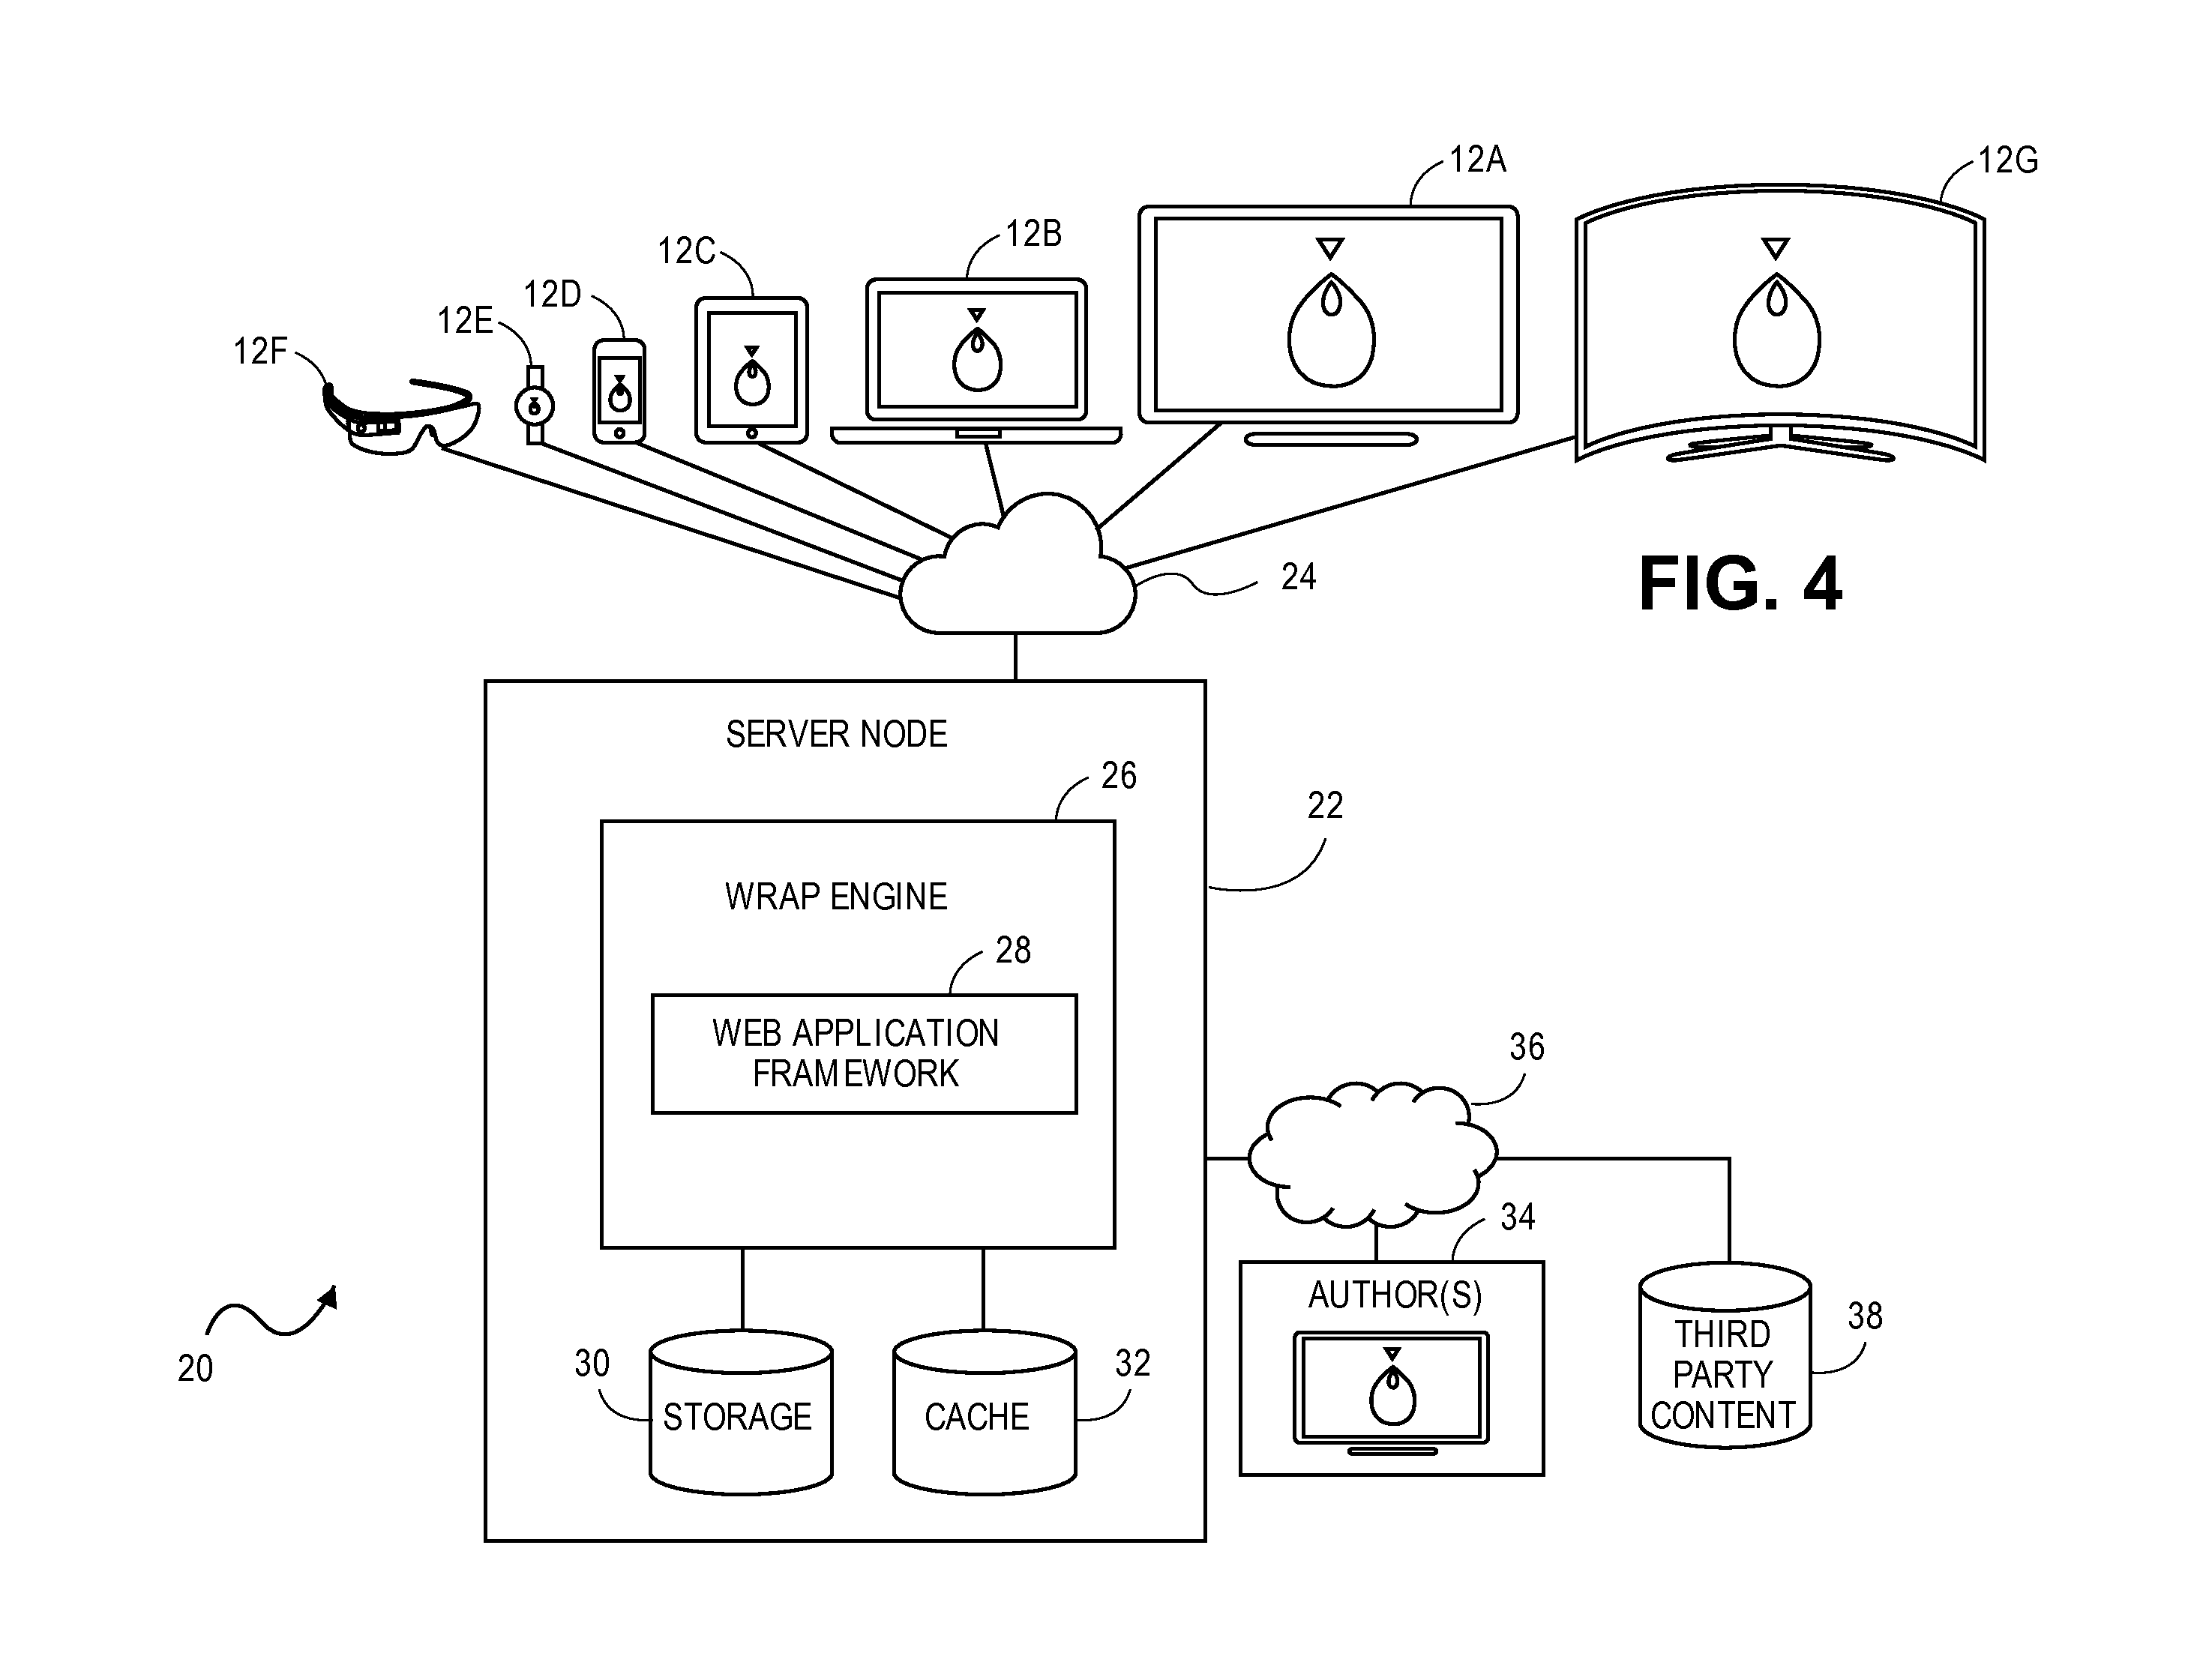 12A
12G
12B
12C
12D
12E
12F
24
FIG. 4
SERVER NODE
26
22
WRAP ENGINE
28
WEB APPLICATION
FRAMEWORK
36
34
AUTHOR(S)
20
30
STORAGE
32
CACHE
38
THIRD
PARTY
CONTENT